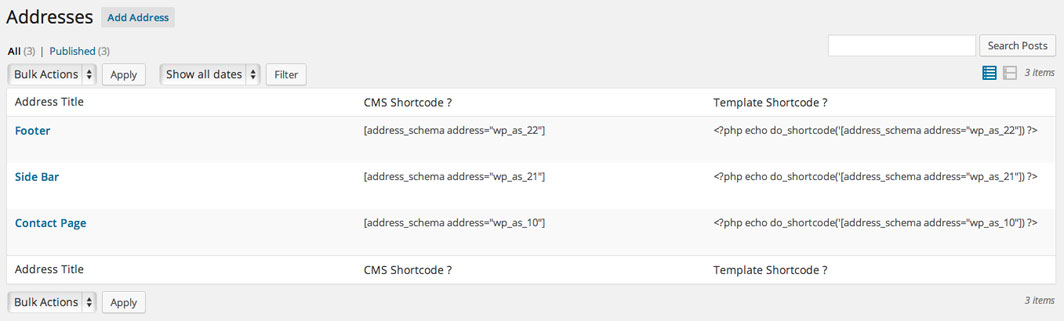 Addresses Add Address
All (3) | Published (3)
Search Posts
Bulk Actions Apply Show all dates Filter 3 items
Address Title CMS Shortcode ? Template Shortcode ?
Footer [address_schema address="wp_as_22"] <?php echo do_shortcode('[address_schema address="wp_as_22"]) ?>
Side Bar [address_schema address="wp_as_21"] <?php echo do_shortcode('[address_schema address="wp_as_21"]) ?>
Contact Page [address_schema address="wp_as_10"] <?php echo do_shortcode('[address_schema address="wp_as_10"]) ?>
Address Title CMS Shortcode ? Template Shortcode ?
Bulk Actions Apply 3 items